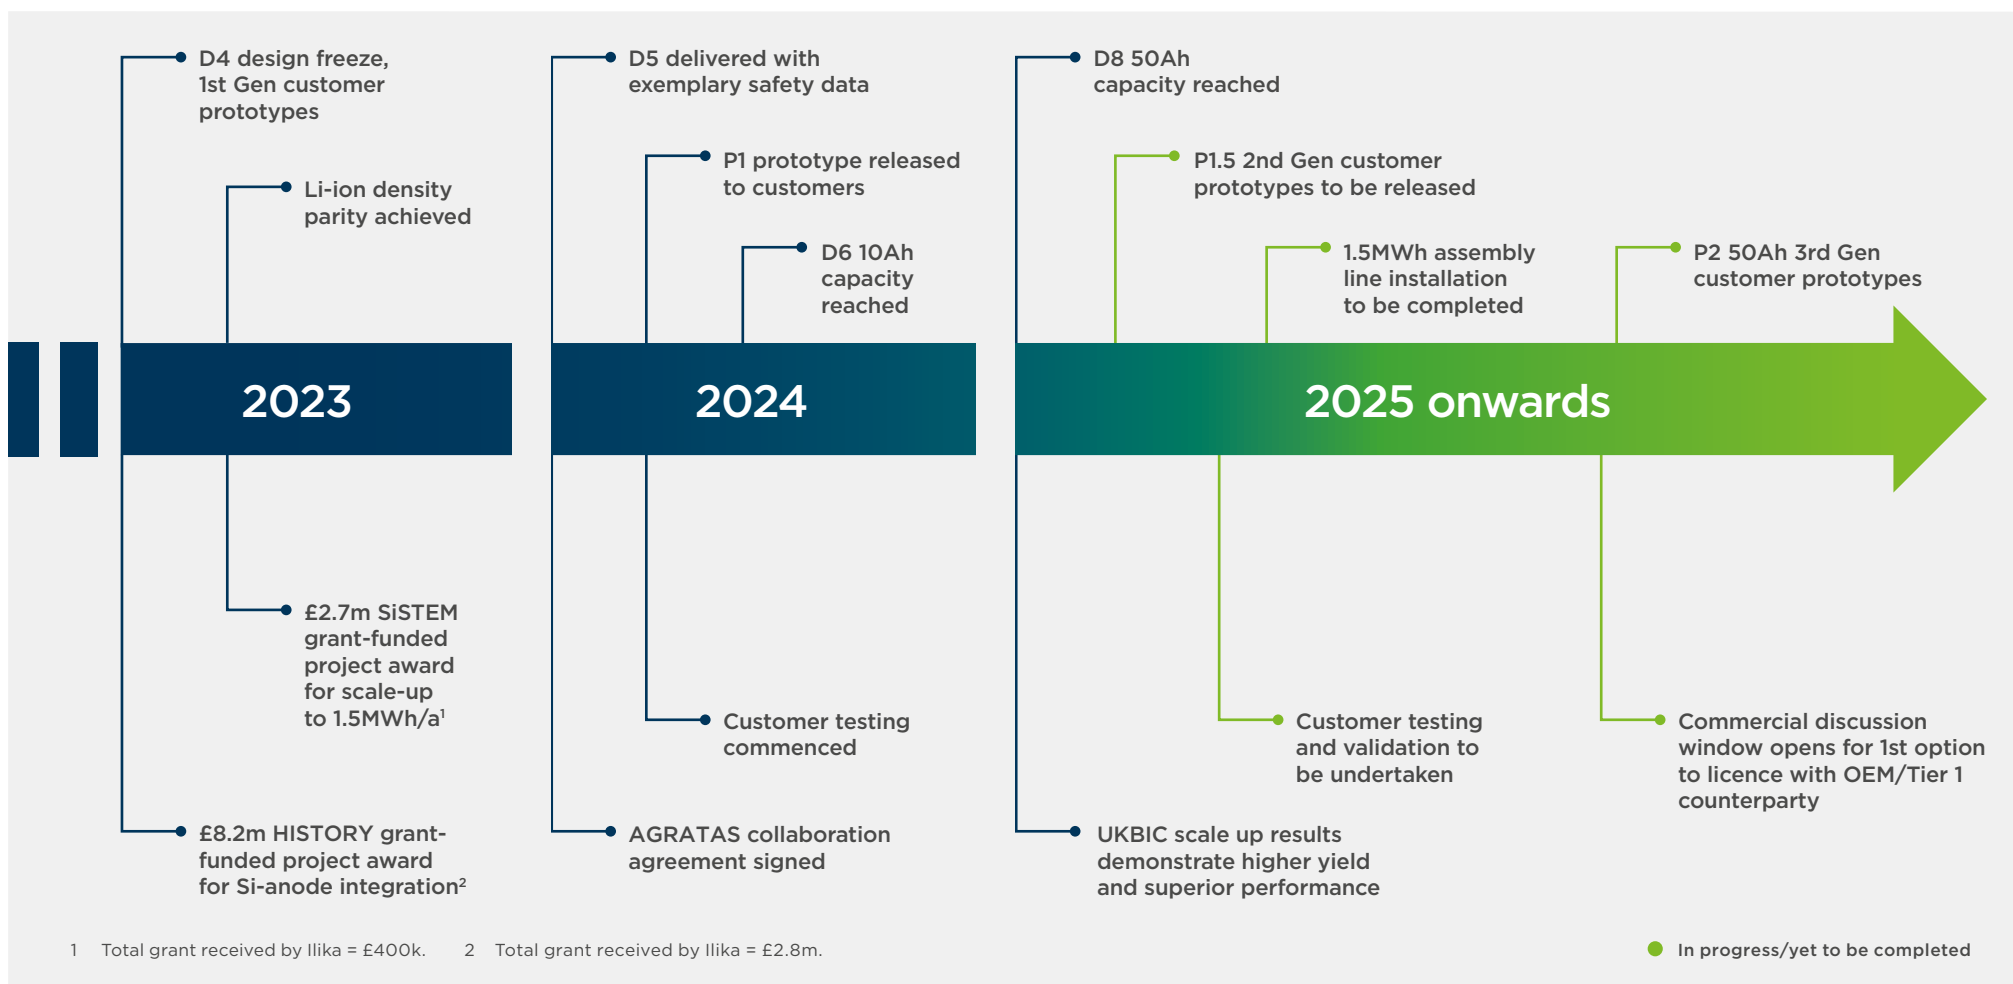 D4 design freeze,
1st Gen customer
prototypes
Li-ion density
parity achieved
D5 delivered with
exemplary safety data
P1 prototype released
to customers
D6 10Ah
capacity
reached
D8 50Ah
capacity reached
P1.5 2nd Gen customer
prototypes to be released
1.5MWh assembly
line installation
to be completed
P2 50Ah 3rd Gen
customer prototypes
2023
2024
2025 onwards
£2.7m SiSTEM
grant-funded
project award
for scale-up
to 1.5MWh/a¹
£8.2m HISTORY grant-
funded project award
for Si-anode integration²
Customer testing
commenced
AGRATAS collaboration
agreement signed
Customer testing
and validation to
be undertaken
UKBIC scale up results
demonstrate higher yield
and superior performance
Commercial discussion
window opens for 1st option
to licence with OEM/Tier 1
counterparty
1 Total grant received by Ilika = £400k. 2 Total grant received by Ilika = £2.8m.
In progress/yet to be completed